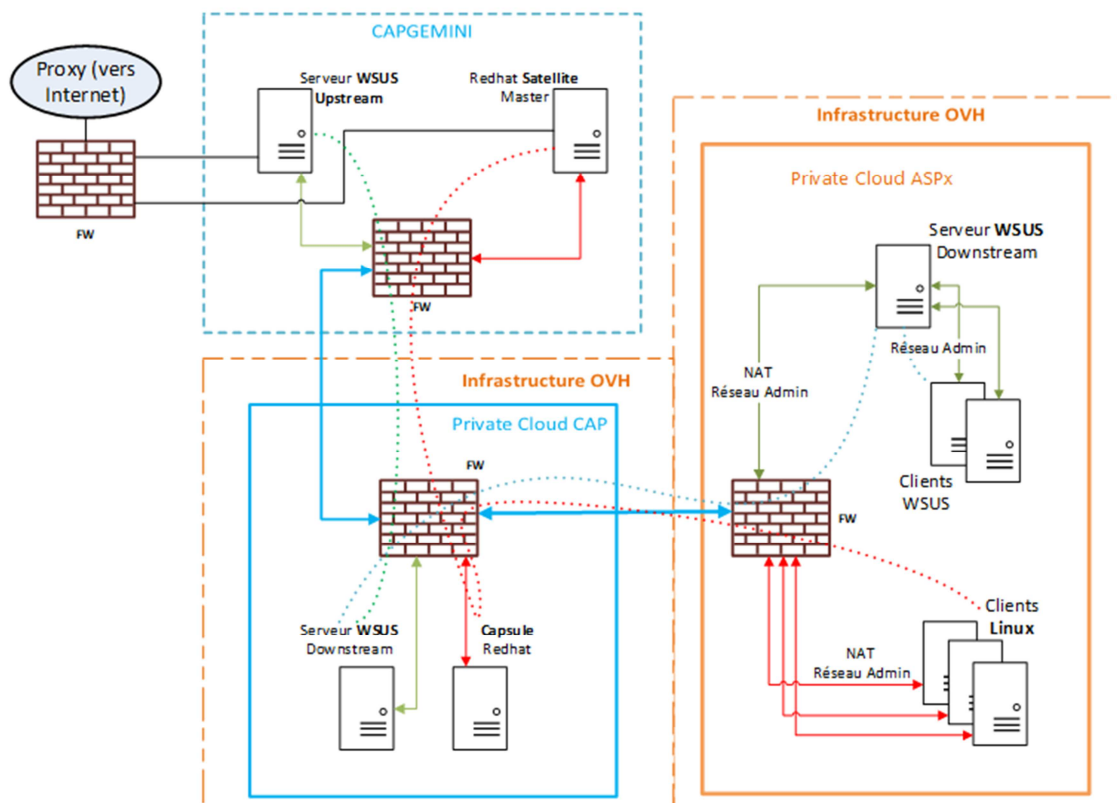 CAPGEMINI
Proxy (vers
Internet)
FW
Serveur WSUS
Upstream
Redhat Satellite
Master
FW
Infrastructure OVH
Private Cloud CAP
FW
Serveur WSUS
Downstream
Capsule
Redhat
Infrastructure OVH
Private Cloud ASPx
Serveur WSUS
Downstream
Réseau Admin
NAT
Réseau Admin
Clients
WSUS
FW
Clients
Linux
NAT
Réseau Admin